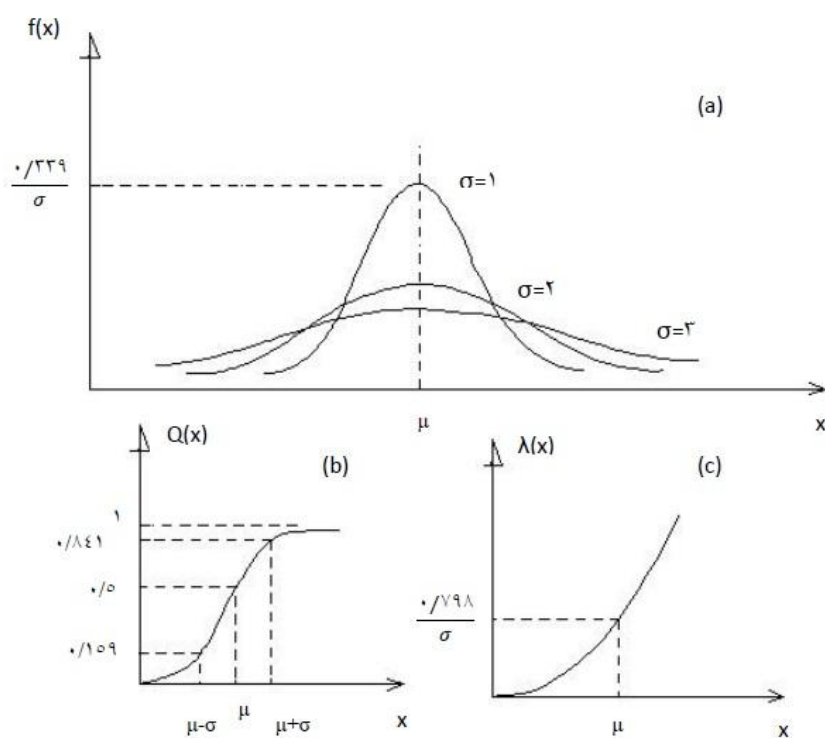 f(x)
(a)
۰/۳۳۹
σ
σ=۱
σ=۲
σ=۳
μ
x
Q(x)
(b)
۱
۰/۸۴۱
۰/۵
۰/۱۵۹
μ-σ
μ
μ+σ
x
λ(x)
(c)
۰/۷۹۸
σ
μ
x